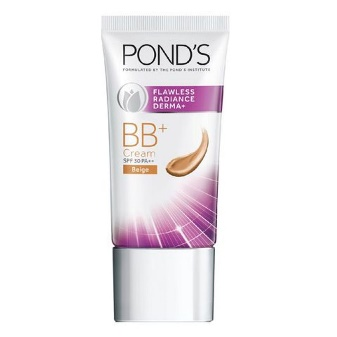 POND'S
FORMULATED BY THE POND'S INSTITUTE
FLAWLESS
RADIANCE
DERMA+
BB+
Cream
SPF 30 PA++
Beige